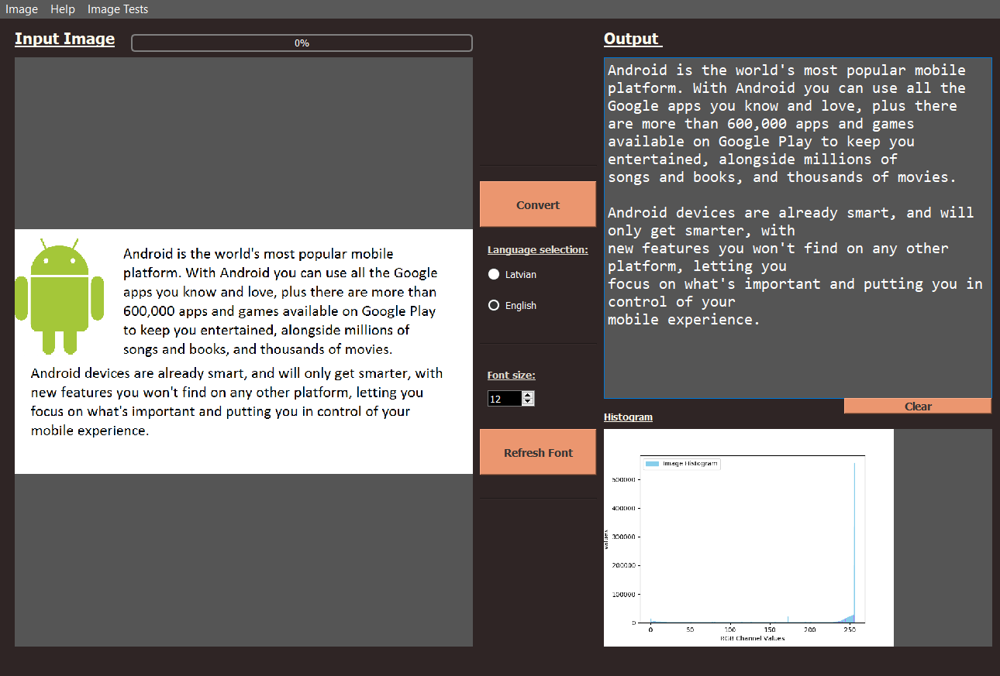 Image Help Image Tests
Input Image
0%
Android is the world's most popular mobile
platform. With Android you can use all the Google
apps you know and love, plus there are more than
600,000 apps and games available on Google Play
to keep you entertained, alongside millions of
songs and books, and thousands of movies.
Android devices are already smart, and will only get smarter, with
new features you won't find on any other platform, letting you
focus on what's important and putting you in control of your
mobile experience.
Convert
Language selection:
Latvian
English
Font size:
12
Refresh Font
Output
Android is the world's most popular mobile
platform. With Android you can use all the
Google apps you know and love, plus there
are more than 600,000 apps and games
available on Google Play to keep you
entertained, alongside millions of
songs and books, and thousands of movies.
Android devices are already smart, and will
only get smarter, with
new features you won't find on any other
platform, letting you
focus on what's important and putting you in
control of your
mobile experience.
Clear
Histogram
Image Histogram
500000
400000
300000
200000
100000
0
Values
0 50 100 150 200 250
RGB Channel Values